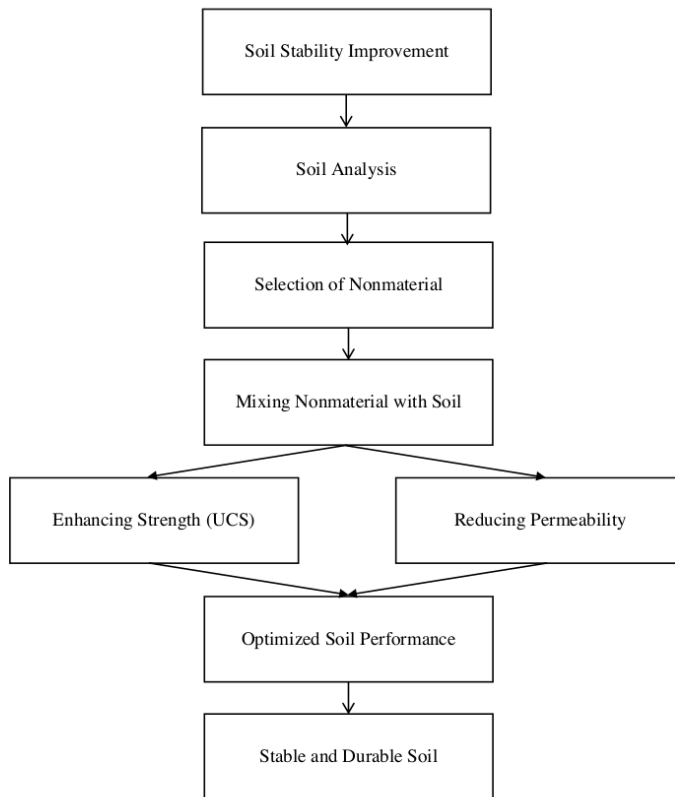 Soil Stability Improvement
Soil Analysis
Selection of Nonmaterial
Mixing Nonmaterial with Soil
Enhancing Strength (UCS)
Reducing Permeability
Optimized Soil Performance
Stable and Durable Soil